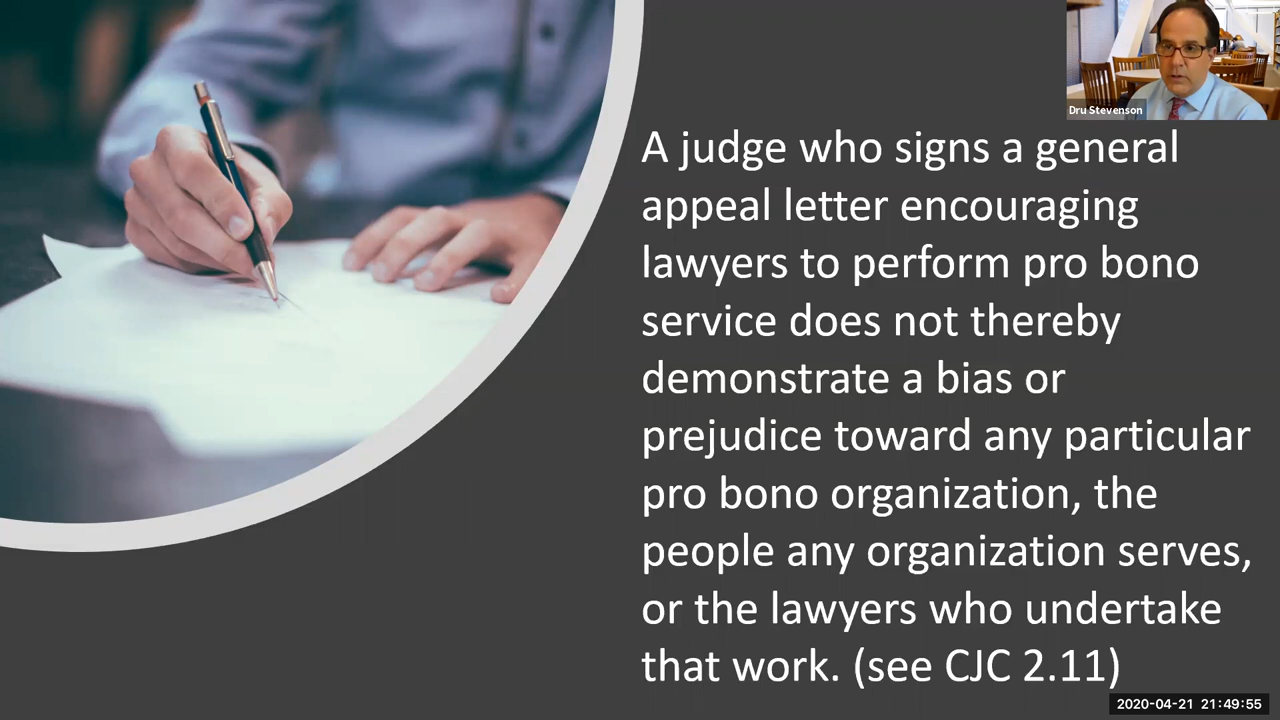 Dru Stevenson
A judge who signs a general
appeal letter encouraging
lawyers to perform pro bono
service does not thereby
demonstrate a bias or
prejudice toward any particular
pro bono organization, the
people any organization serves,
or the lawyers who undertake
that work. (see CJC 2.11)
2020-04-21 21:49:55